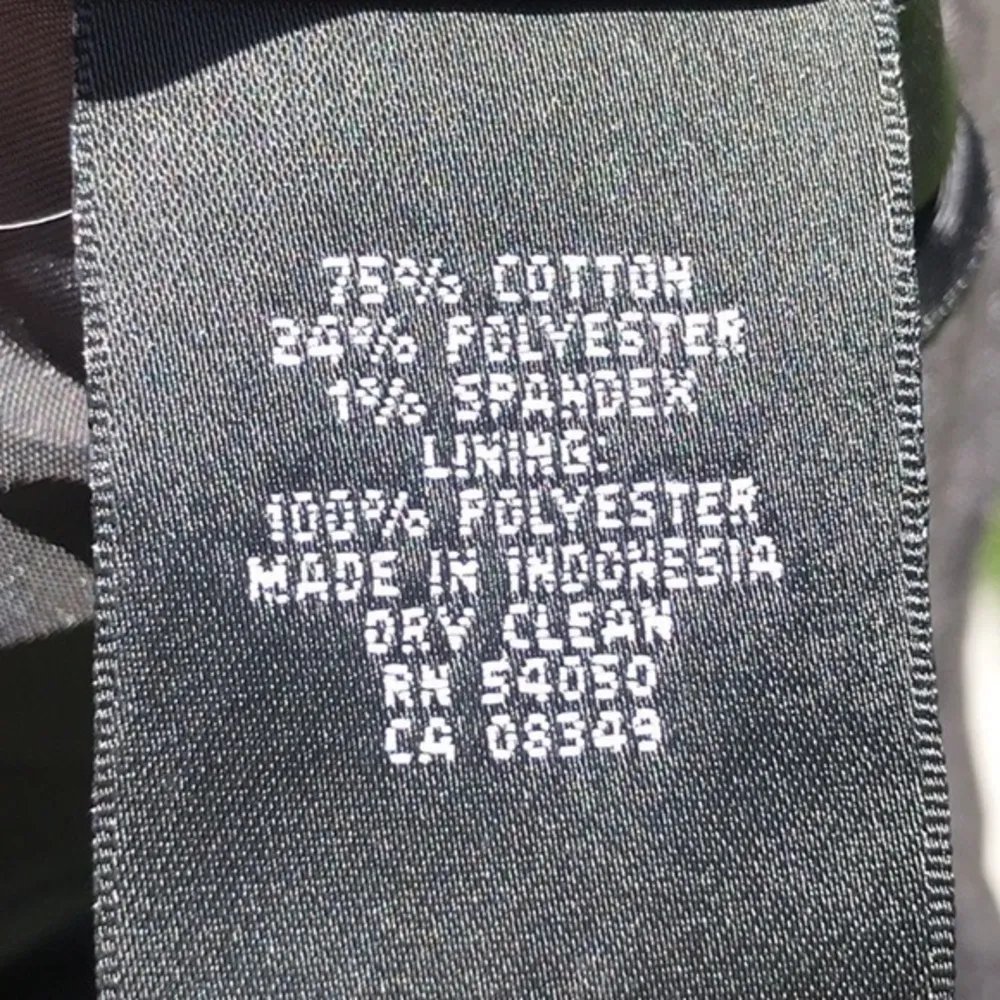 75% COTTON
24% POLYESTER
1% SPANDEX
LINING:
100% POLYESTER
MADE IN INDONESIA
DRY CLEAN
RN 54050
CA 08349